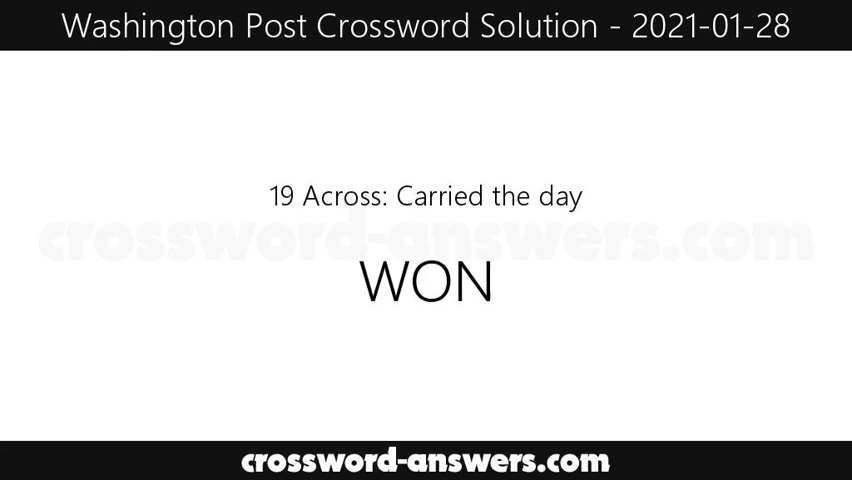 Washington Post Crossword Solution - 2021-01-28
19 Across: Carried the day
crossword-answers.com
WON
crossword-answers.com